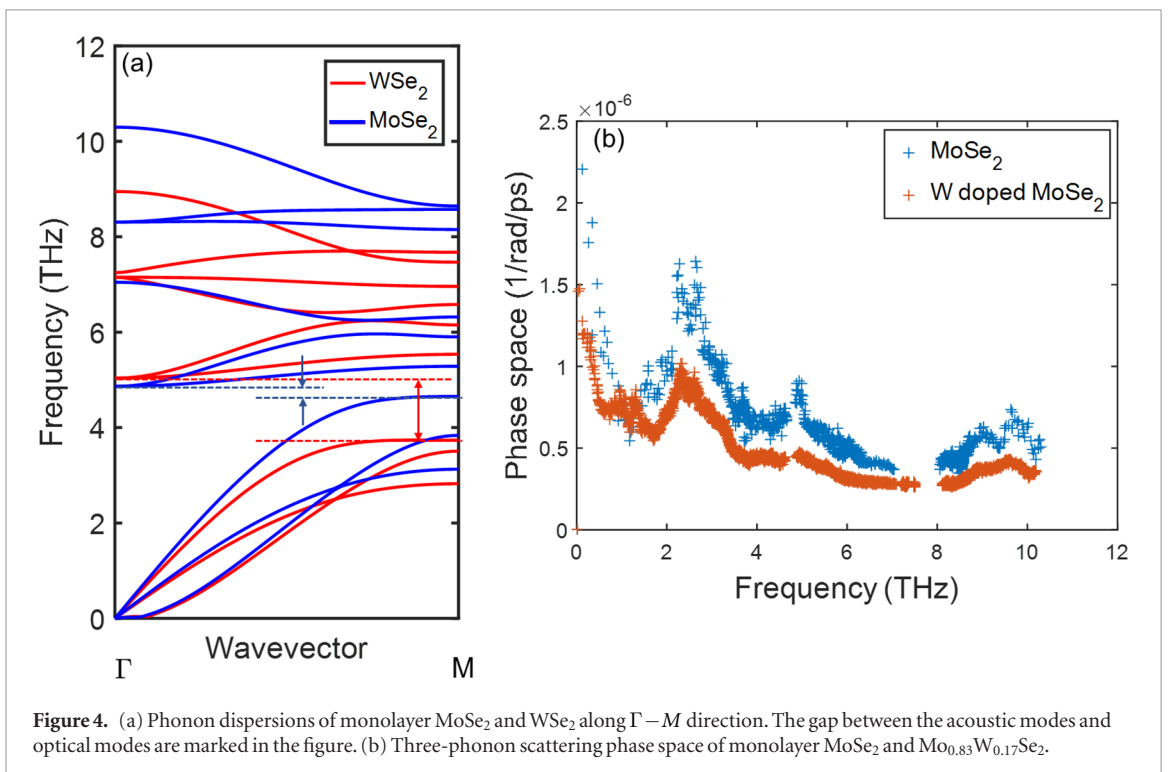 (a)
WSe₂
MoSe₂
12
10
8
6
4
2
0
Frequency (THz)
Wavevector
Γ
M
(b)
×10⁻⁶
MoSe₂
W doped MoSe₂
2.5
2
1.5
1
0.5
0
0
2
4
6
8
10
12
Phase space (1/rad/ps)
Frequency (THz)
Figure 4. (a) Phonon dispersions of monolayer MoSe₂ and WSe₂ along Γ−M direction. The gap between the acoustic modes and
optical modes are marked in the figure. (b) Three-phonon scattering phase space of monolayer MoSe₂ and Mo₀.₈₃W₀.₁₇Se₂.